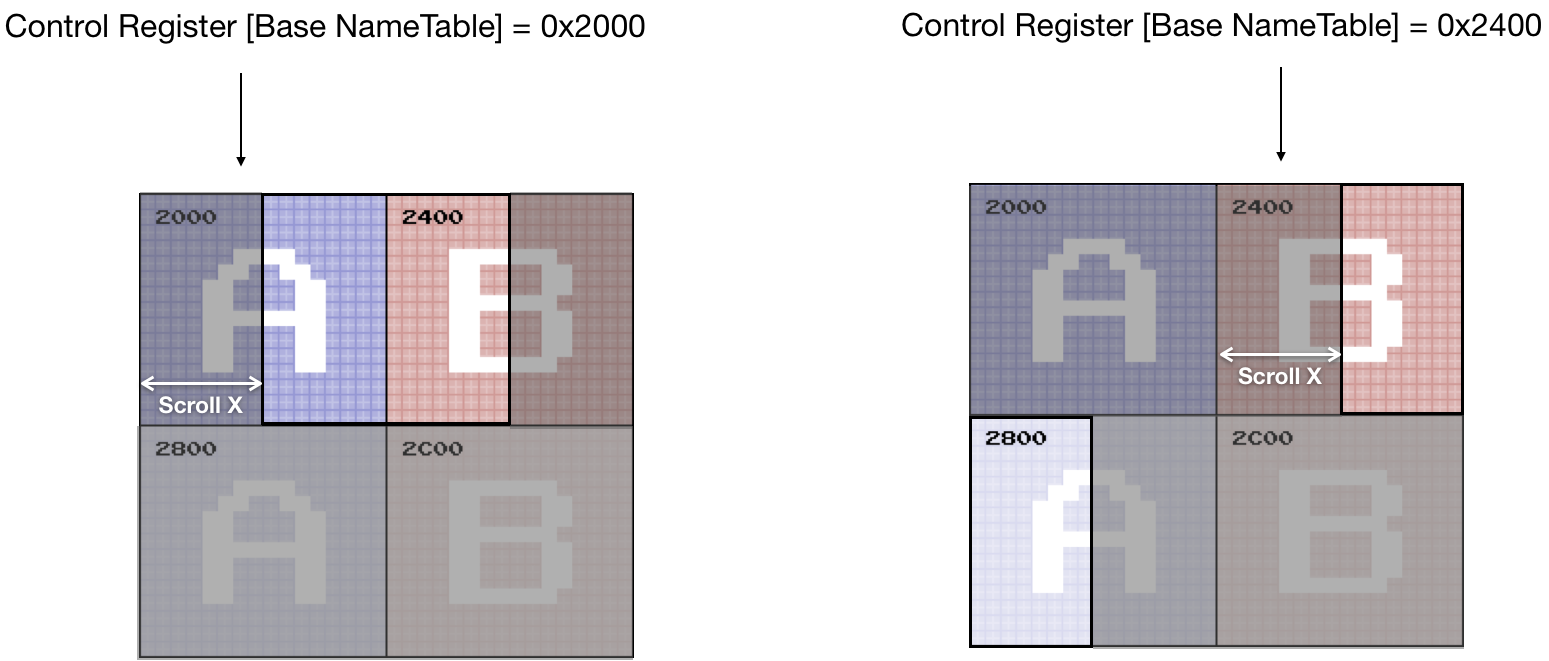 Control Register [Base NameTable] = 0x2000
2000
2400
A
B
Scroll X
2800
2C00
A
B
Control Register [Base NameTable] = 0x2400
2000
2400
A
B
Scroll X
2800
2C00
A
B